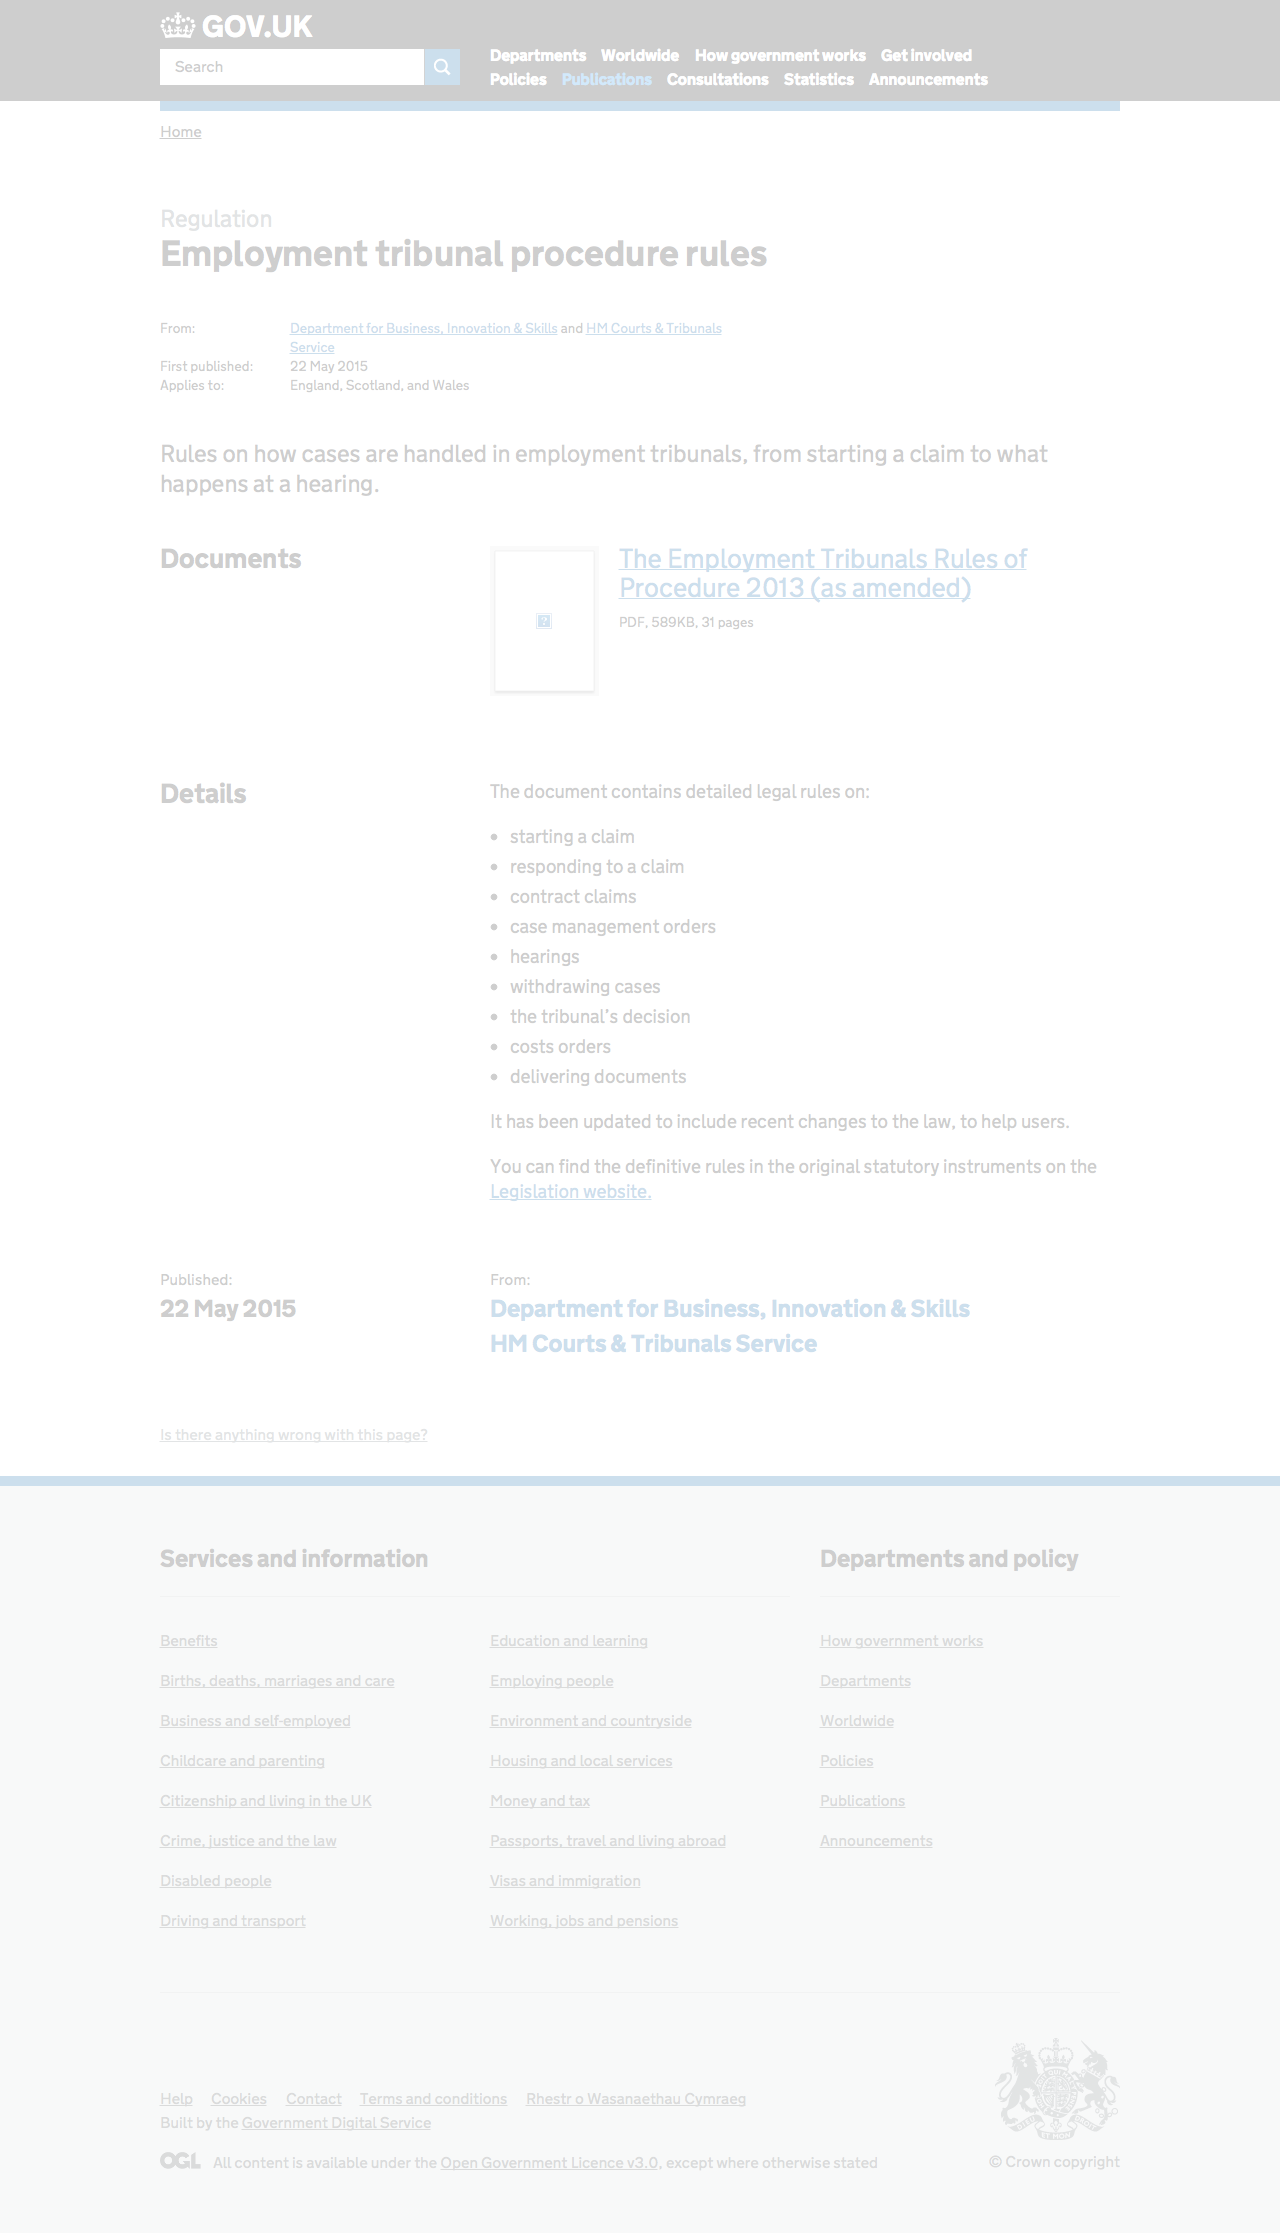 GOV.UK
Search
Departments Worldwide How government works Get involved
Policies Publications Consultations Statistics Announcements
Home
Regulation
Employment tribunal procedure rules
From: Department for Business, Innovation & Skills and HM Courts & Tribunals
Service
First published: 22 May 2015
Applies to: England, Scotland, and Wales
Rules on how cases are handled in employment tribunals, from starting a claim to what
happens at a hearing.
Documents
The Employment Tribunals Rules of
Procedure 2013 (as amended)
PDF, 589KB, 31 pages
Details
The document contains detailed legal rules on:
• starting a claim
• responding to a claim
• contract claims
• case management orders
• hearings
• withdrawing cases
• the tribunal’s decision
• costs orders
• delivering documents
It has been updated to include recent changes to the law, to help users.
You can find the definitive rules in the original statutory instruments on the
Legislation website.
Published: From:
22 May 2015 Department for Business, Innovation & Skills
HM Courts & Tribunals Service
Is there anything wrong with this page?
Services and information Departments and policy
Benefits Education and learning How government works
Births, deaths, marriages and care Employing people Departments
Business and self-employed Environment and countryside Worldwide
Childcare and parenting Housing and local services Policies
Citizenship and living in the UK Money and tax Publications
Crime, justice and the law Passports, travel and living abroad Announcements
Disabled people Visas and immigration
Driving and transport Working, jobs and pensions
Help Cookies Contact Terms and conditions Rhestr o Wasanaethau Cymraeg
Built by the Government Digital Service
OGL All content is available under the Open Government Licence v3.0, except where otherwise stated
© Crown copyright